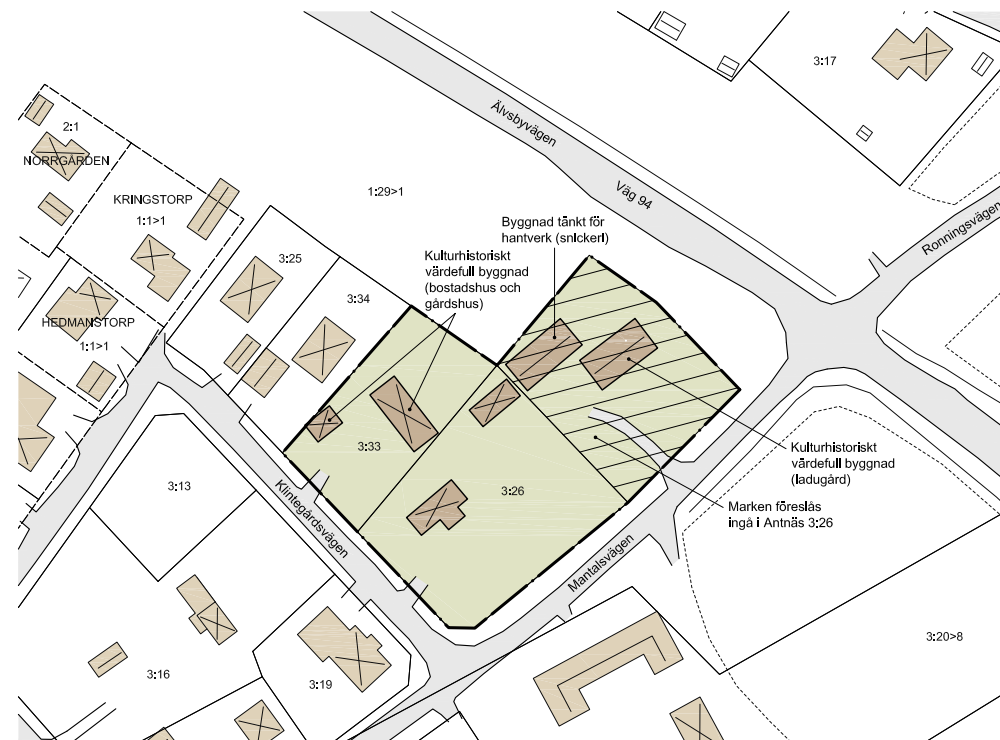 3:17
Älvsbyvägen
2:1
NORRGÅRDEN
Väg 94
KRINGSTORP
1:1>1
1:29>1
Ronningsvägen
Byggnad tänkt för
hantverk (snickeri)
Kulturhistoriskt
värdefull byggnad
(bostadshus och
gårdshus)
3:25
3:34
HEDMANSTORP
1:1>1
3:33
Kulturhistoriskt
värdefull byggnad
(ladugård)
3:26
3:13
Klintegårdsvägen
Marken föreslås
ingå i Antnäs 3:26
Mantalsvägen
3:20>8
3:16
3:19